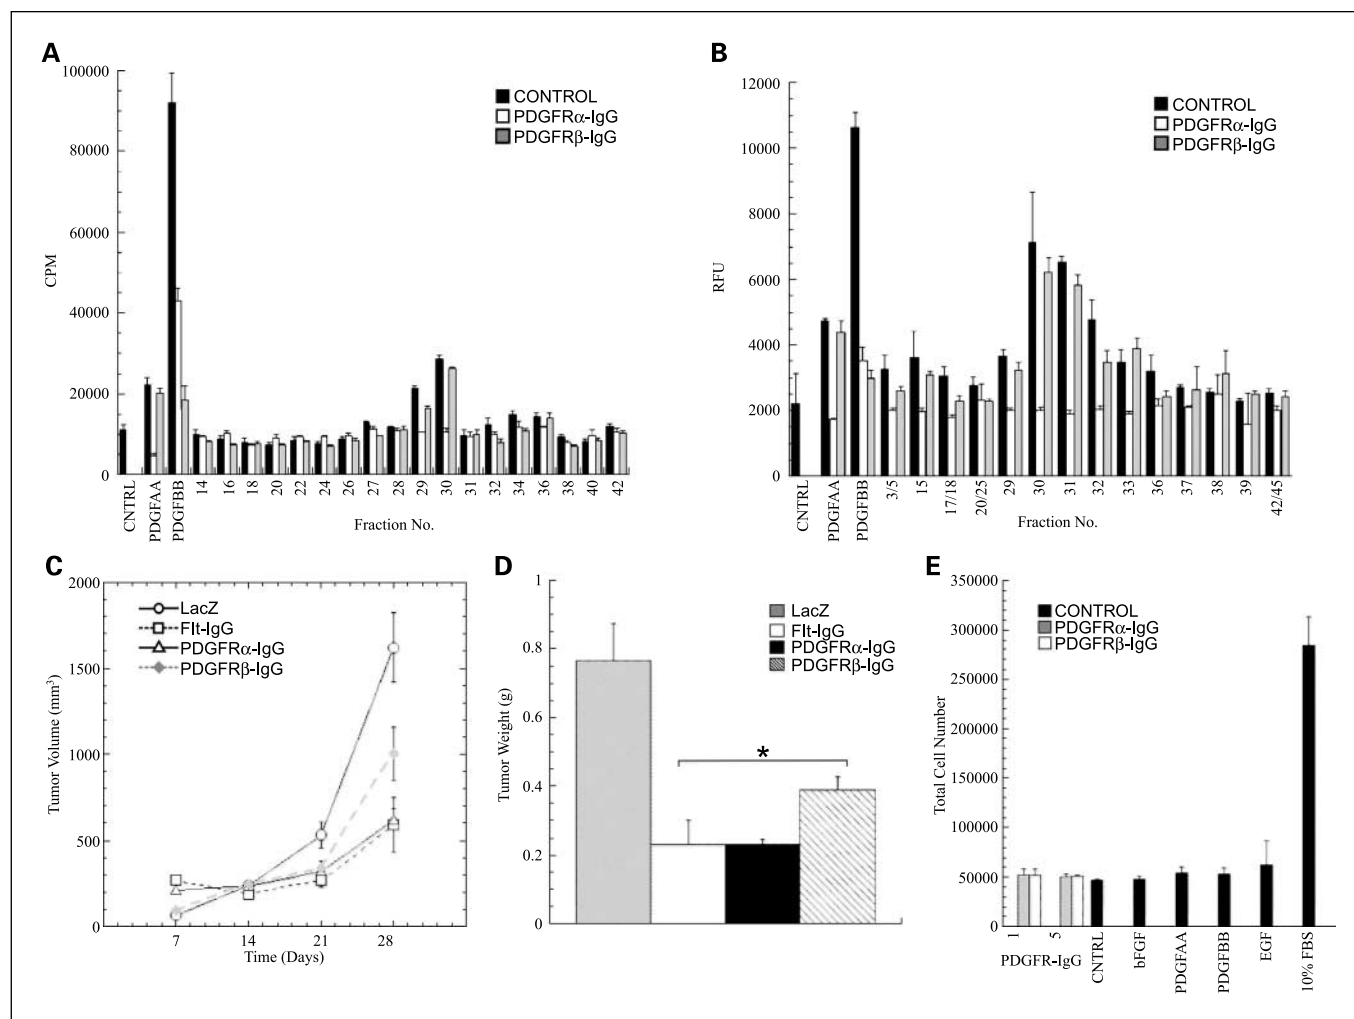 A
100000
80000
60000
40000
20000
0
CPM
CONTROL
PDGFRα-IgG
PDGFRβ-IgG
CNTRL
PDGFAA
PDGFBB
14
16
18
20
22
24
26
27
28
29
30
31
32
34
36
38
40
42
Fraction No.
B
12000
10000
8000
6000
4000
2000
0
RFU
CONTROL
PDGFRα-IgG
PDGFRβ-IgG
CNTRL
PDGFAA
PDGFBB
3/5
15
17/18
20/25
29
30
31
32
33
36
37
38
39
42/45
Fraction No.
C
2000
1500
1000
500
0
Tumor Volume (mm³)
LacZ
Flt-IgG
PDGFRα-IgG
PDGFRβ-IgG
7
14
21
28
Time (Days)
D
1
0.8
0.6
0.4
0.2
0
Tumor Weight (g)
LacZ
Flt-IgG
PDGFRα-IgG
PDGFRβ-IgG
*
E
350000
300000
250000
200000
150000
100000
50000
0
Total Cell Number
CONTROL
PDGFRα-IgG
PDGFRβ-IgG
1
5
PDGFR-IgG
CNTRL
bFGF
PDGFAA
PDGFBB
EGF
10% FBS